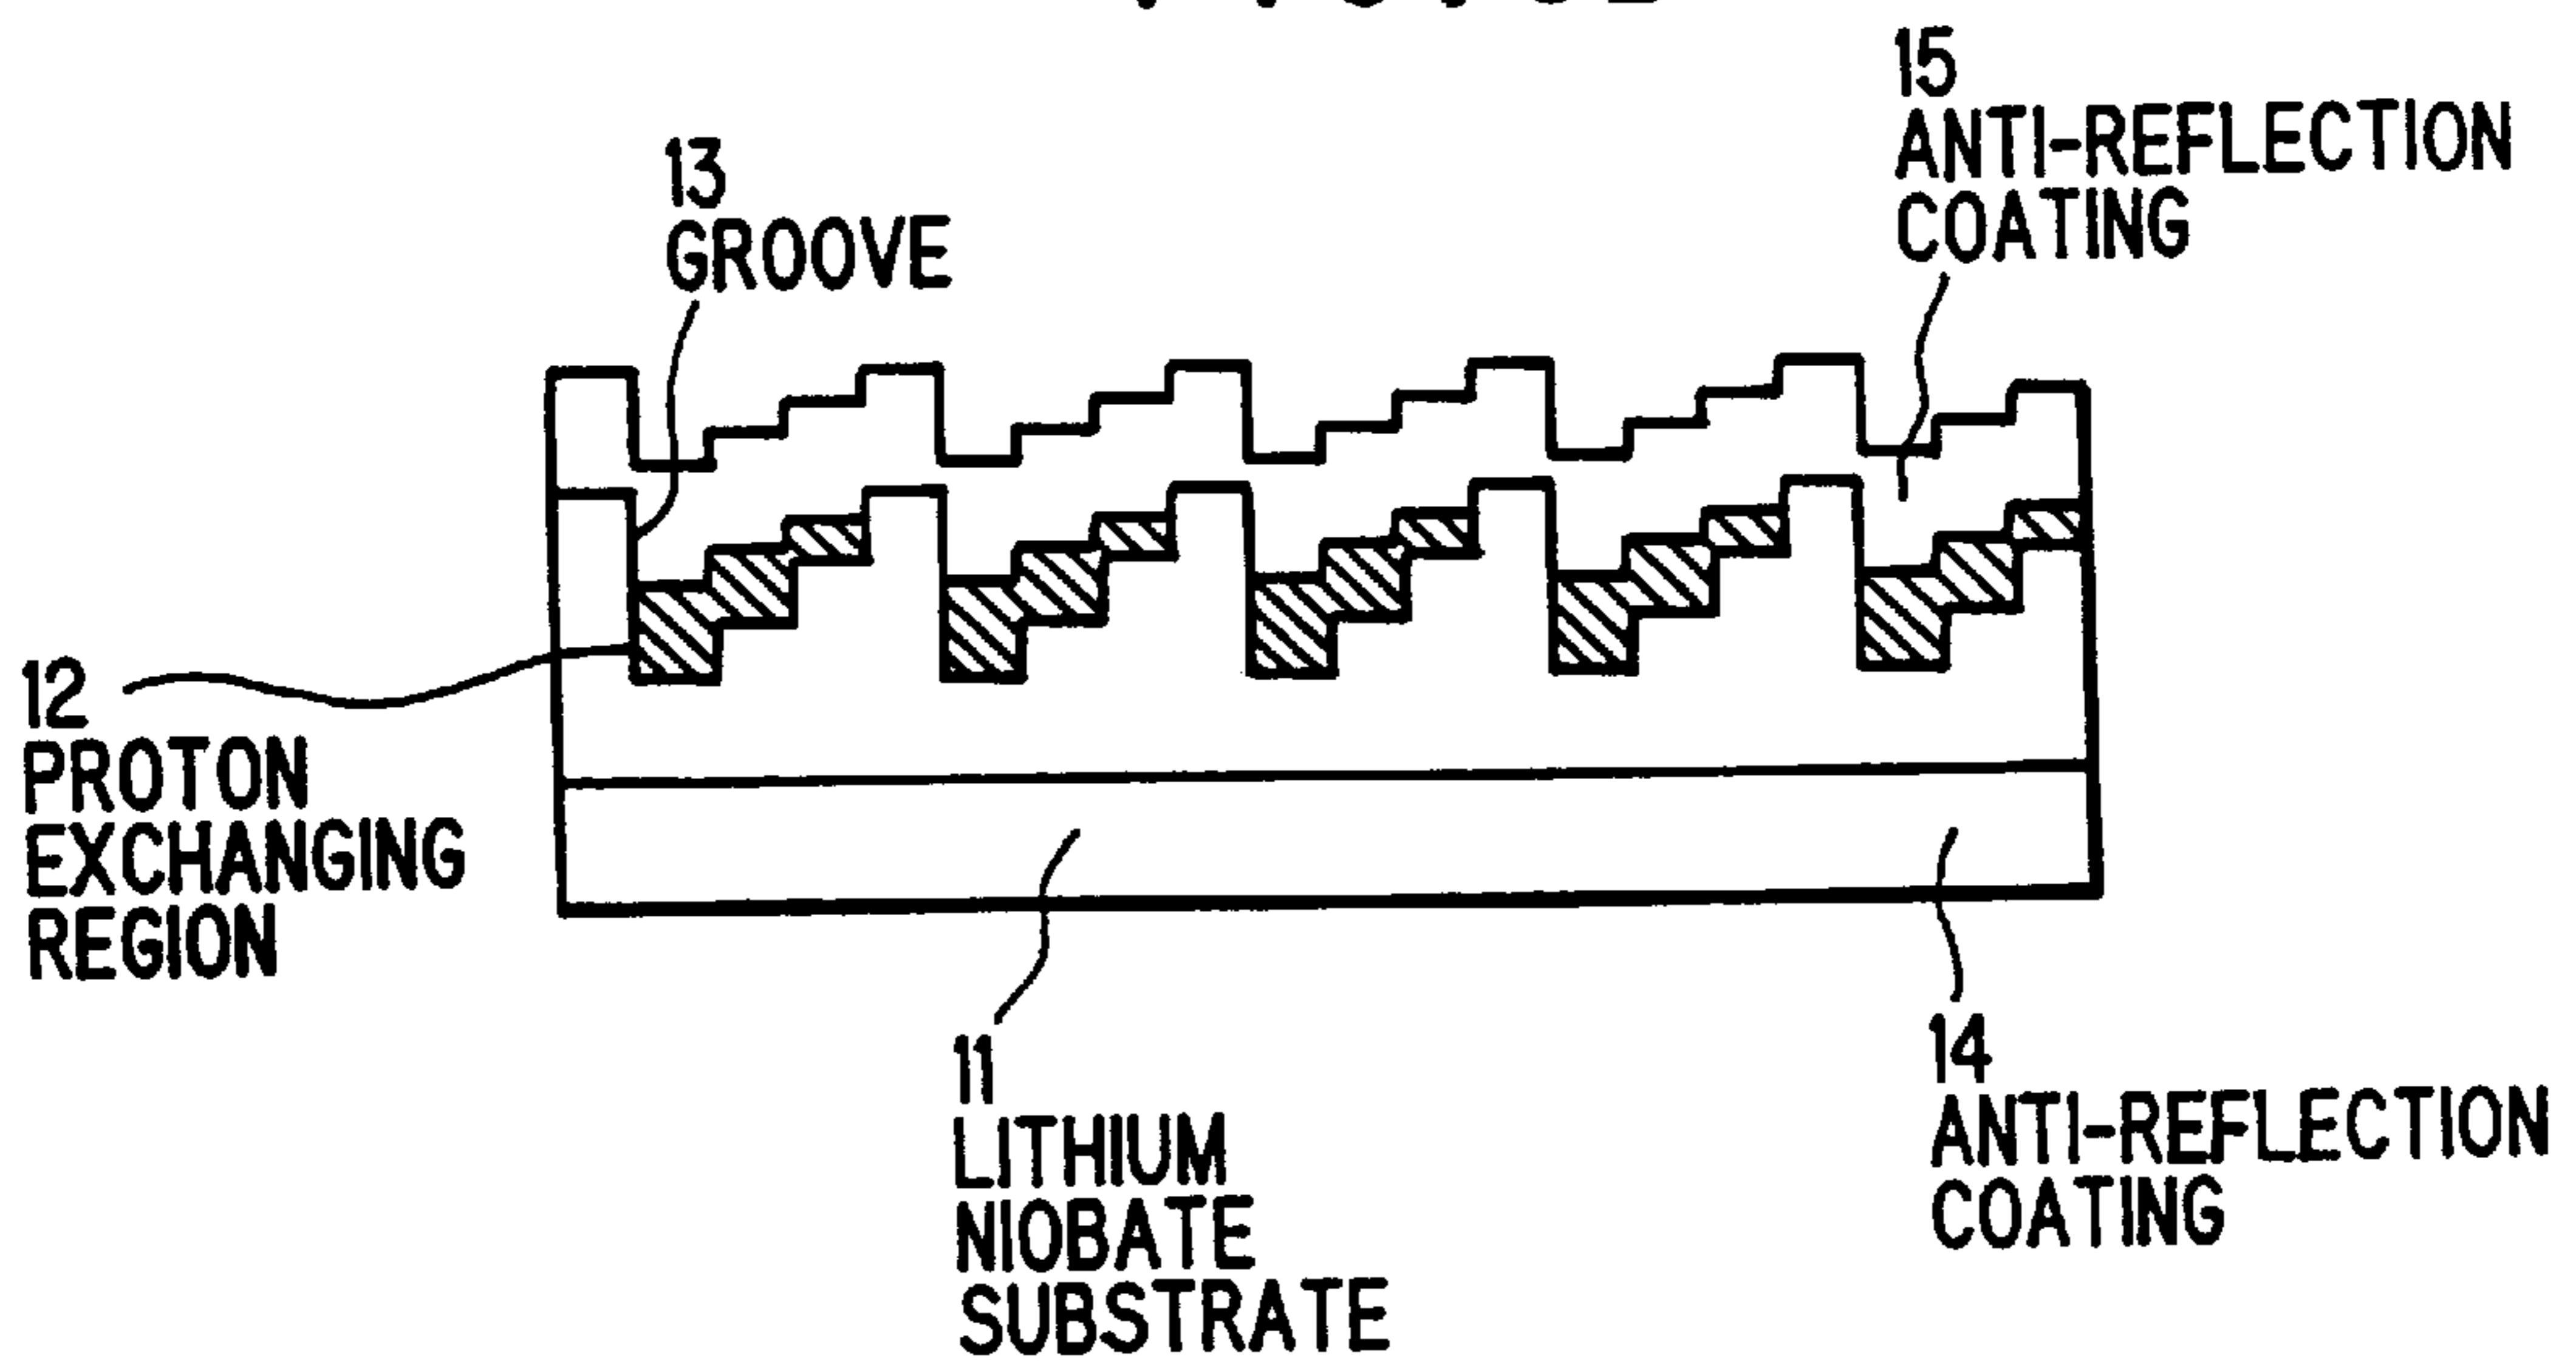 15
ANTI-REFLECTION
COATING
13
GROOVE
12
PROTON
EXCHANGING
REGION
11
LITHIUM
NIOBATE
SUBSTRATE
14
ANTI-REFLECTION
COATING